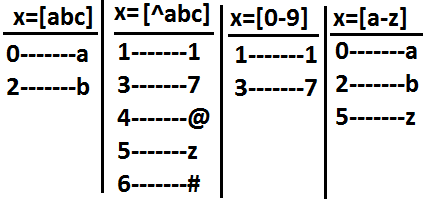 x=[abc]
0-------a
2-------b
x=[^abc]
1-------1
3-------7
4-------@
5-------z
6-------#
x=[0-9]
1-------1
3-------7
x=[a-z]
0-------a
2-------b
5-------z